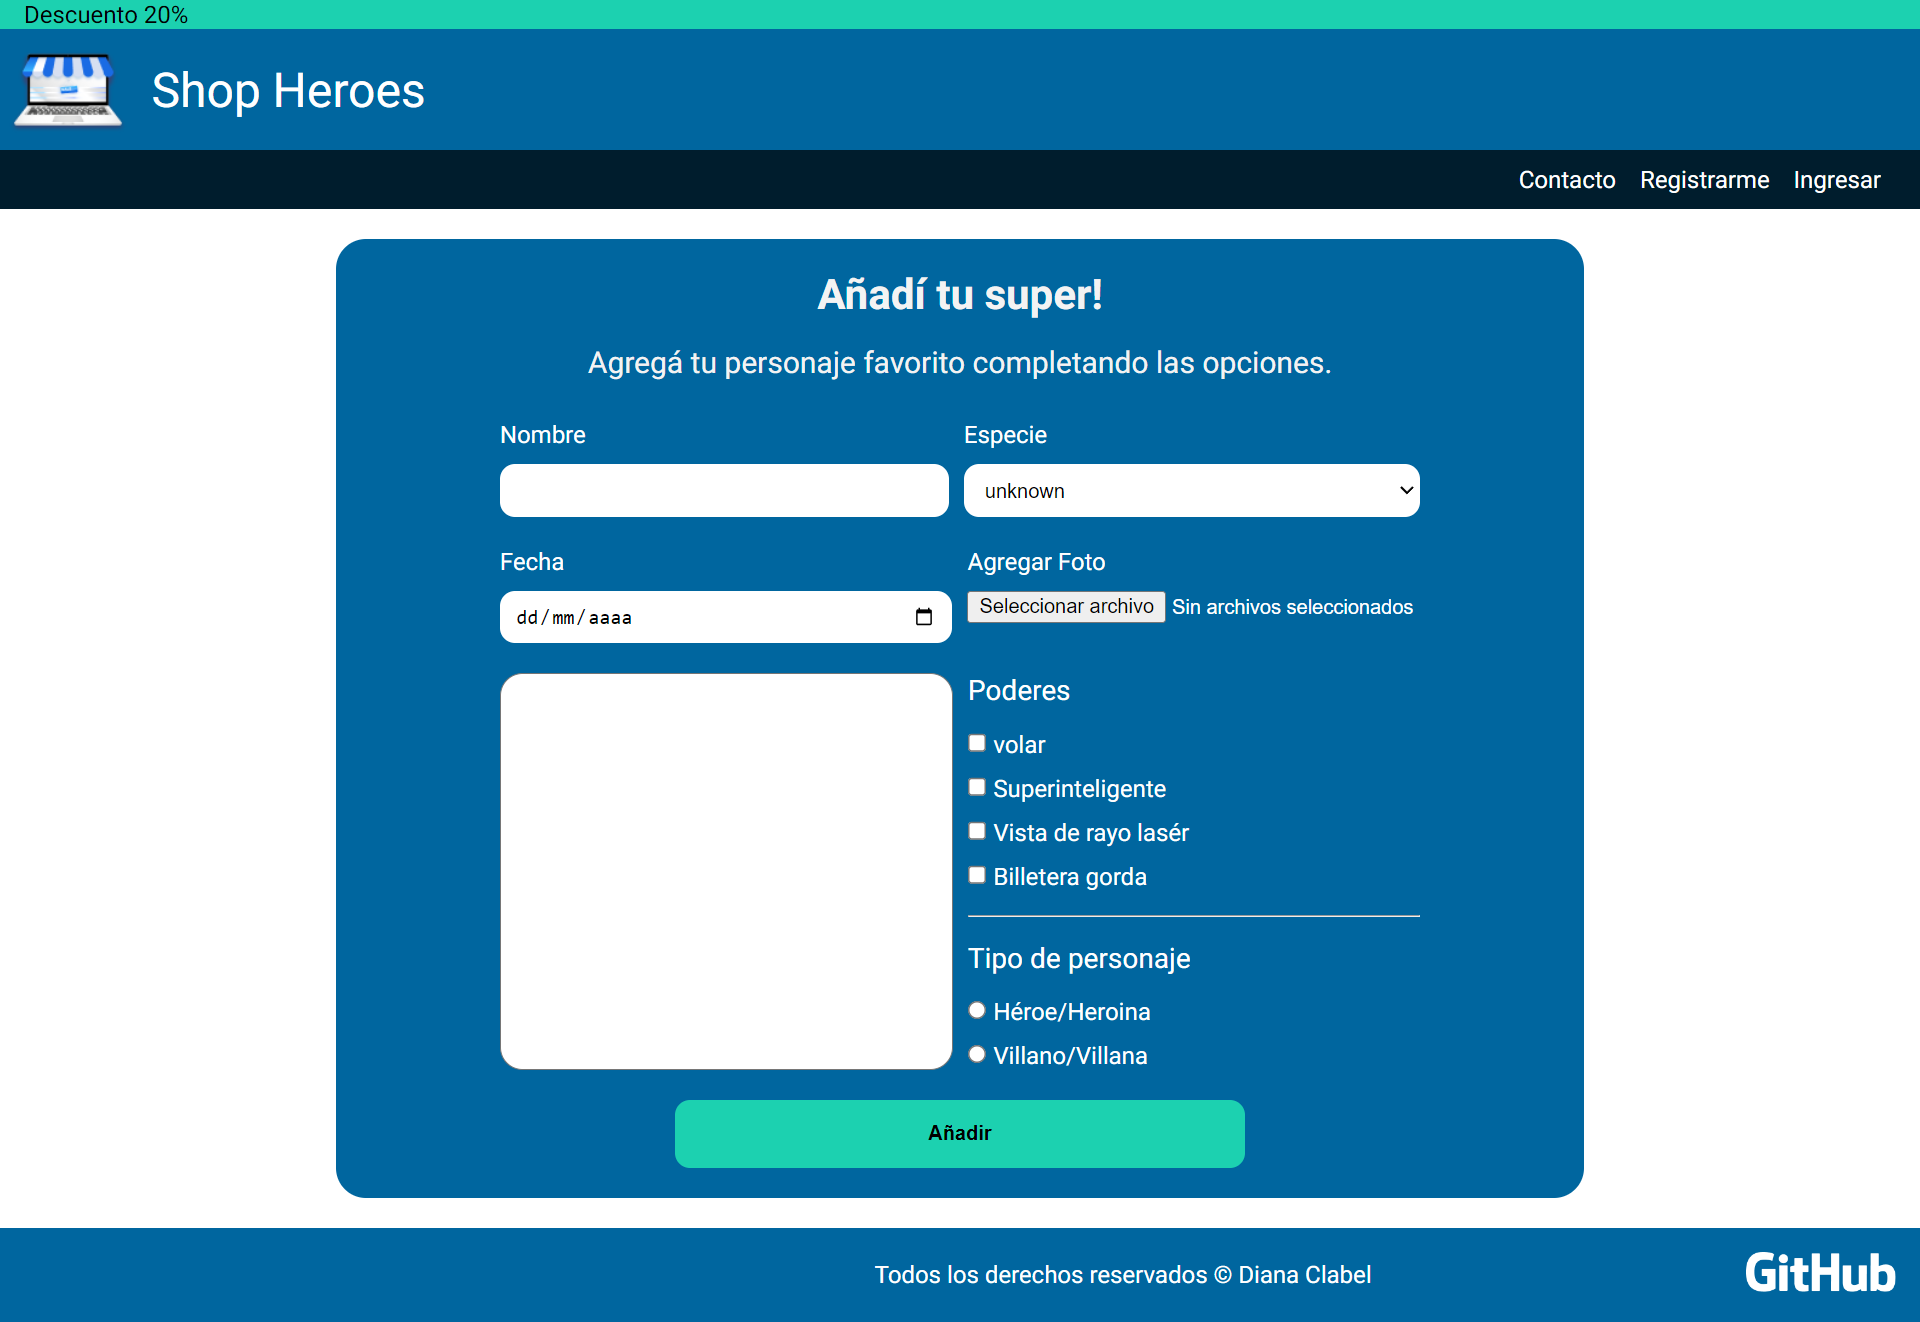 Descuento 20%
Shop Heroes
Contacto Registrarme Ingresar
Añadí tu super!
Agregá tu personaje favorito completando las opciones.
Nombre
Especie
unknown
Fecha
Agregar Foto
dd/mm/aaaa
Seleccionar archivo Sin archivos seleccionados
Poderes
volar
Superinteligente
Vista de rayo lasér
Billetera gorda
Tipo de personaje
Héroe/Heroina
Villano/Villana
Añadir
Todos los derechos reservados © Diana Clabel
GitHub